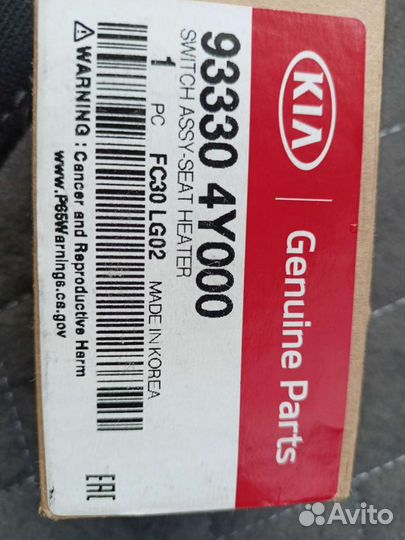 KIA
Genuine Parts
93330 4Y000
SWITCH ASSY-SEAT HEATER
1 PC FC30 LG02 MADE IN KOREA
⚠WARNING : Cancer and Reproductive Harm
www.P65Warnings.ca.gov
EAC
Avito